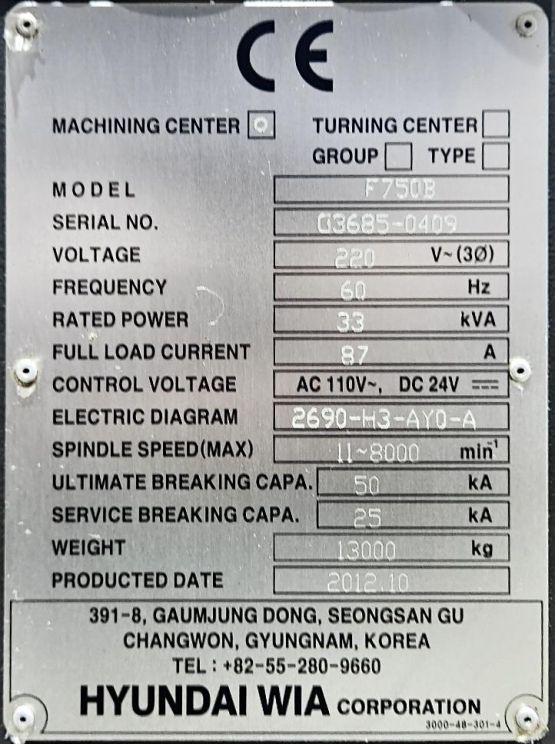 CE
MACHINING CENTER TURNING CENTER
GROUP TYPE
MODEL F750B
SERIAL NO. G3685-0409
VOLTAGE 220 V~(3Ø)
FREQUENCY 60 Hz
RATED POWER 33 kVA
FULL LOAD CURRENT 87 A
CONTROL VOLTAGE AC 110V~, DC 24V ⎓
ELECTRIC DIAGRAM 2690-H3-AY0-A
SPINDLE SPEED(MAX) 11~8000 min⁻¹
ULTIMATE BREAKING CAPA. 50 kA
SERVICE BREAKING CAPA. 25 kA
WEIGHT 13000 kg
PRODUCED DATE 2012.10
391-8, GAUMJUNG DONG, SEONGSAN GU
CHANGWON, GYUNGNAM, KOREA
TEL : +82-55-280-9660
HYUNDAI WIA CORPORATION
3000-48-301-4